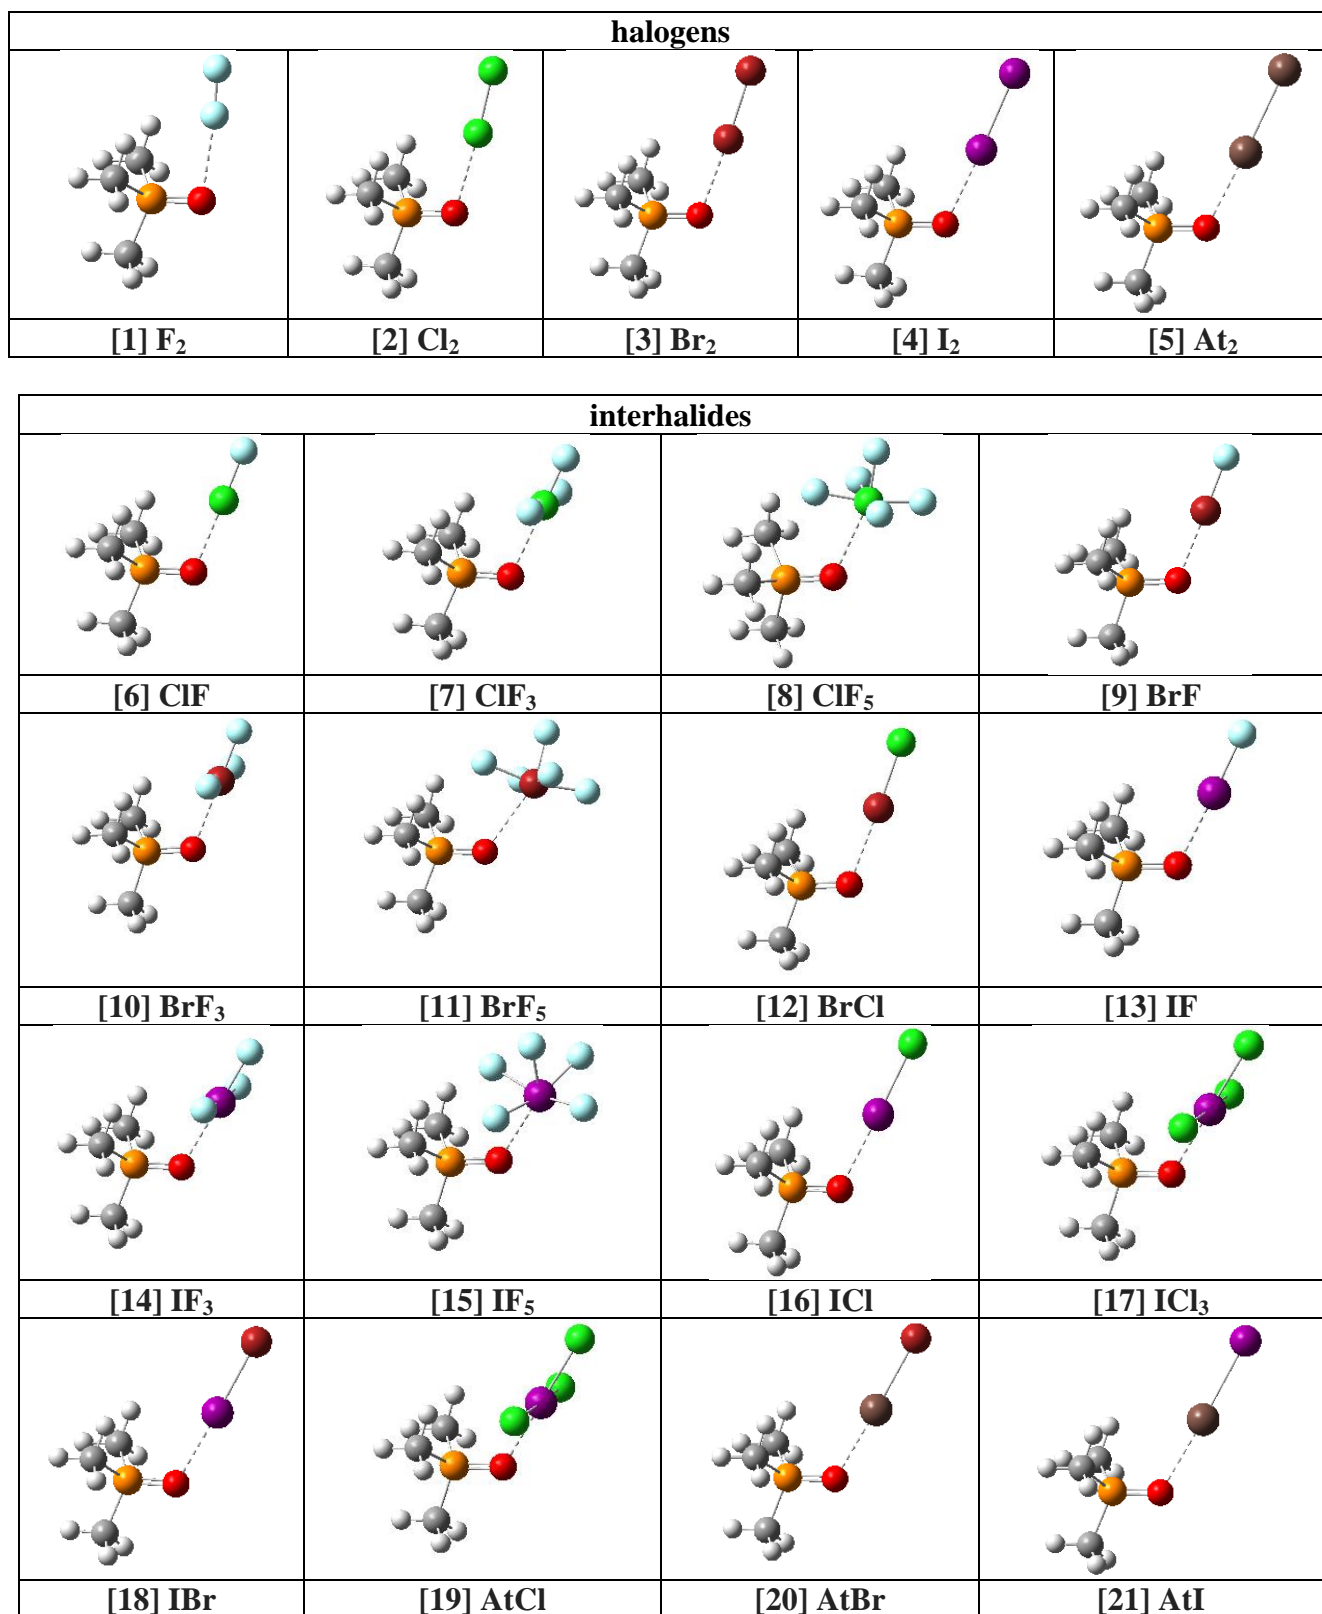 halogens
[1] F₂ [2] Cl₂ [3] Br₂ [4] I₂ [5] At₂
interhalides
[6] ClF [7] ClF₃ [8] ClF₅ [9] BrF
[10] BrF₃ [11] BrF₅ [12] BrCl [13] IF
[14] IF₃ [15] IF₅ [16] ICl [17] ICl₃
[18] IBr [19] AtCl [20] AtBr [21] AtI